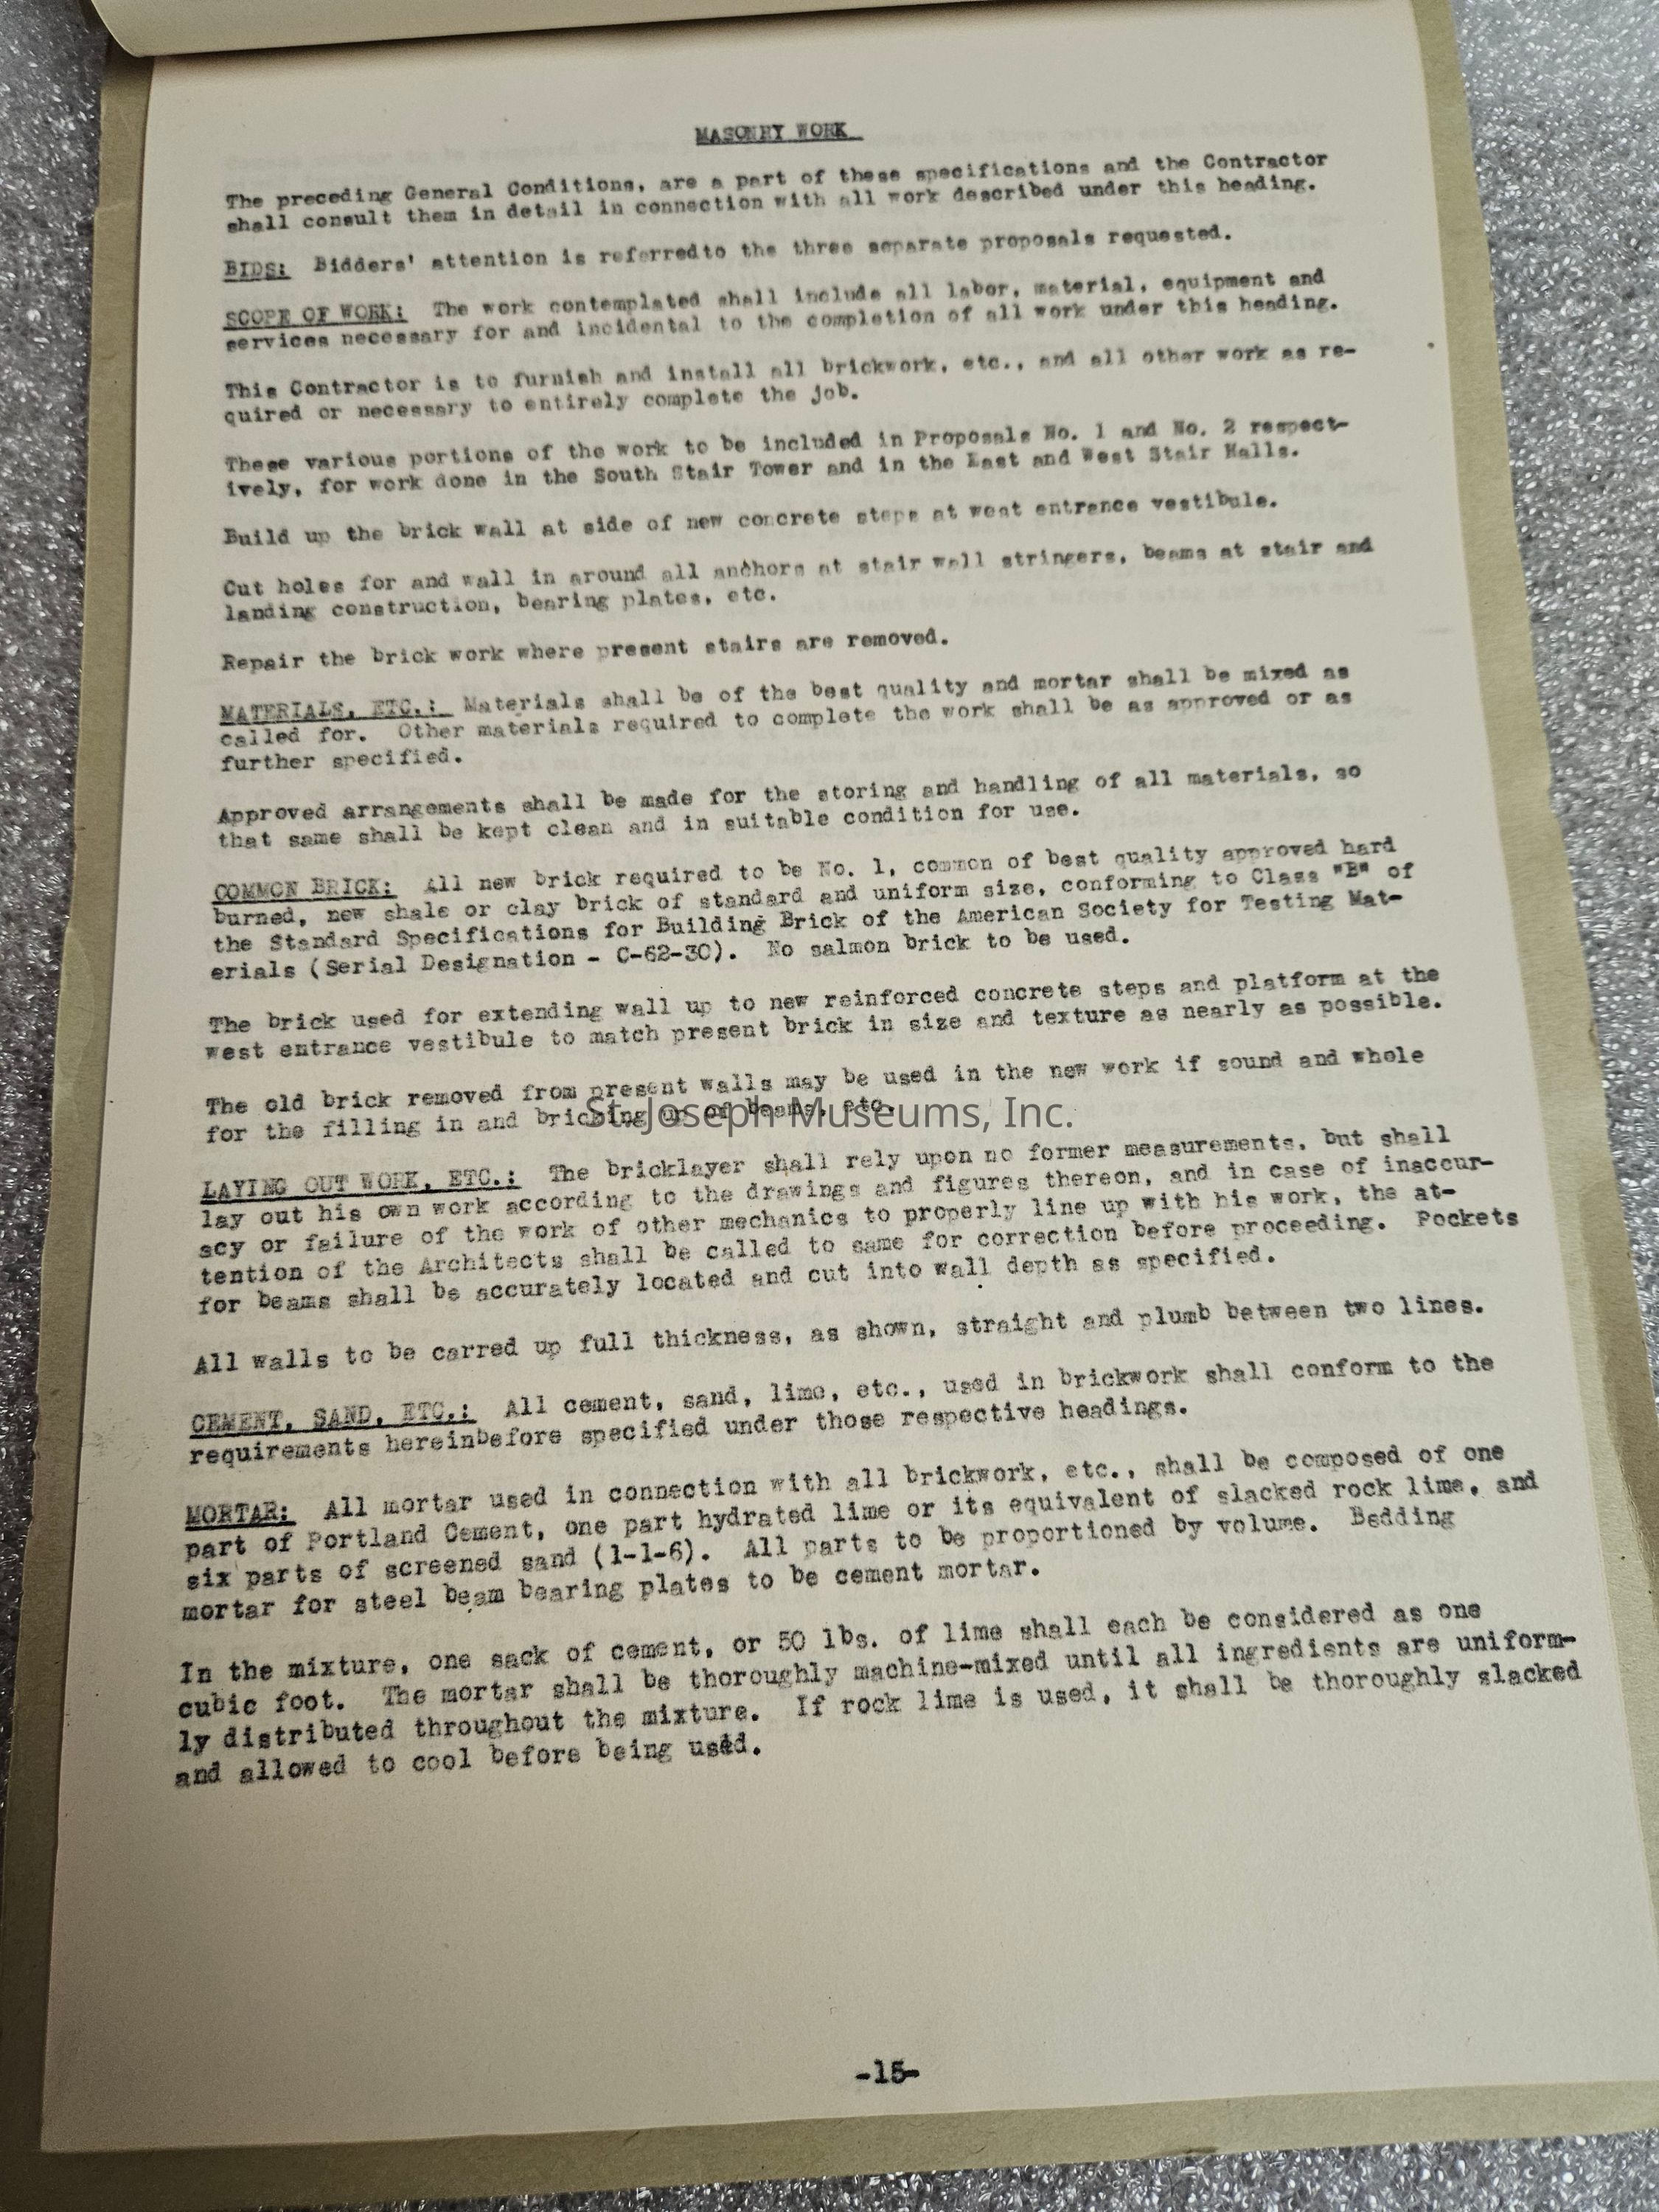 MASONRY WORK
The preceding General Conditions, are a part of these specifications and the Contractor
shall consult them in detail in connection with all work described under this heading.
BIDS: Bidders' attention is referredto the three separate proposals requested.
SCOPE OF WORK: The work contemplated shall include all labor, material, equipment and
services necessary for and incidental to the completion of all work under this heading.
This Contractor is to furnish and install all brickwork, etc., and all other work as re-
quired or necessary to entirely complete the job.
These various portions of the work to be included in Proposals No. 1 and No. 2 respect-
ively, for work done in the South Stair Tower and in the East and West Stair Halls.
Build up the brick wall at side of new concrete steps at west entrance vestibule.
Cut holes for and wall in around all anchors at stair wall stringers, beams at stair and
landing construction, bearing plates, etc.
Repair the brick work where present stairs are removed.
MATERIALS, ETC.: Materials shall be of the best quality and mortar shall be mixed as
called for. Other materials required to complete the work shall be as approved or as
further specified.
Approved arrangements shall be made for the storing and handling of all materials, so
that same shall be kept clean and in suitable condition for use.
COMMON BRICK: All new brick required to be No. 1, common of best quality approved hard
burned, new shale or clay brick of standard and uniform size, conforming to Class "B" of
the Standard Specifications for Building Brick of the American Society for Testing Mat-
erials (Serial Designation - C-62-30). No salmon brick to be used.
The brick used for extending wall up to new reinforced concrete steps and platform at the
west entrance vestibule to match present brick in size and texture as nearly as possible.
The old brick removed from present walls may be used in the new work if sound and whole
for the filling in and bricking up of beams, etc.
St. Joseph Museums, Inc.
LAYING OUT WORK, ETC.: The bricklayer shall rely upon no former measurements, but shall
lay out his own work according to the drawings and figures thereon, and in case of inaccur-
acy or failure of the work of other mechanics to properly line up with his work, the at-
tention of the Architects shall be called to same for correction before proceeding. Pockets
for beams shall be accurately located and cut into wall depth as specified.
All walls to be carred up full thickness, as shown, straight and plumb between two lines.
CEMENT, SAND, ETC.: All cement, sand, lime, etc., used in brickwork shall conform to the
requirements hereinbefore specified under those respective headings.
MORTAR: All mortar used in connection with all brickwork, etc., shall be composed of one
part of Portland Cement, one part hydrated lime or its equivalent of slacked rock lime, and
six parts of screened sand (1-1-6). All parts to be proportioned by volume. Bedding
mortar for steel beam bearing plates to be cement mortar.
In the mixture, one sack of cement, or 50 lbs. of lime shall each be considered as one
cubic foot. The mortar shall be thoroughly machine-mixed until all ingredients are uniform-
ly distributed throughout the mixture. If rock lime is used, it shall be thoroughly slacked
and allowed to cool before being used.
-15-